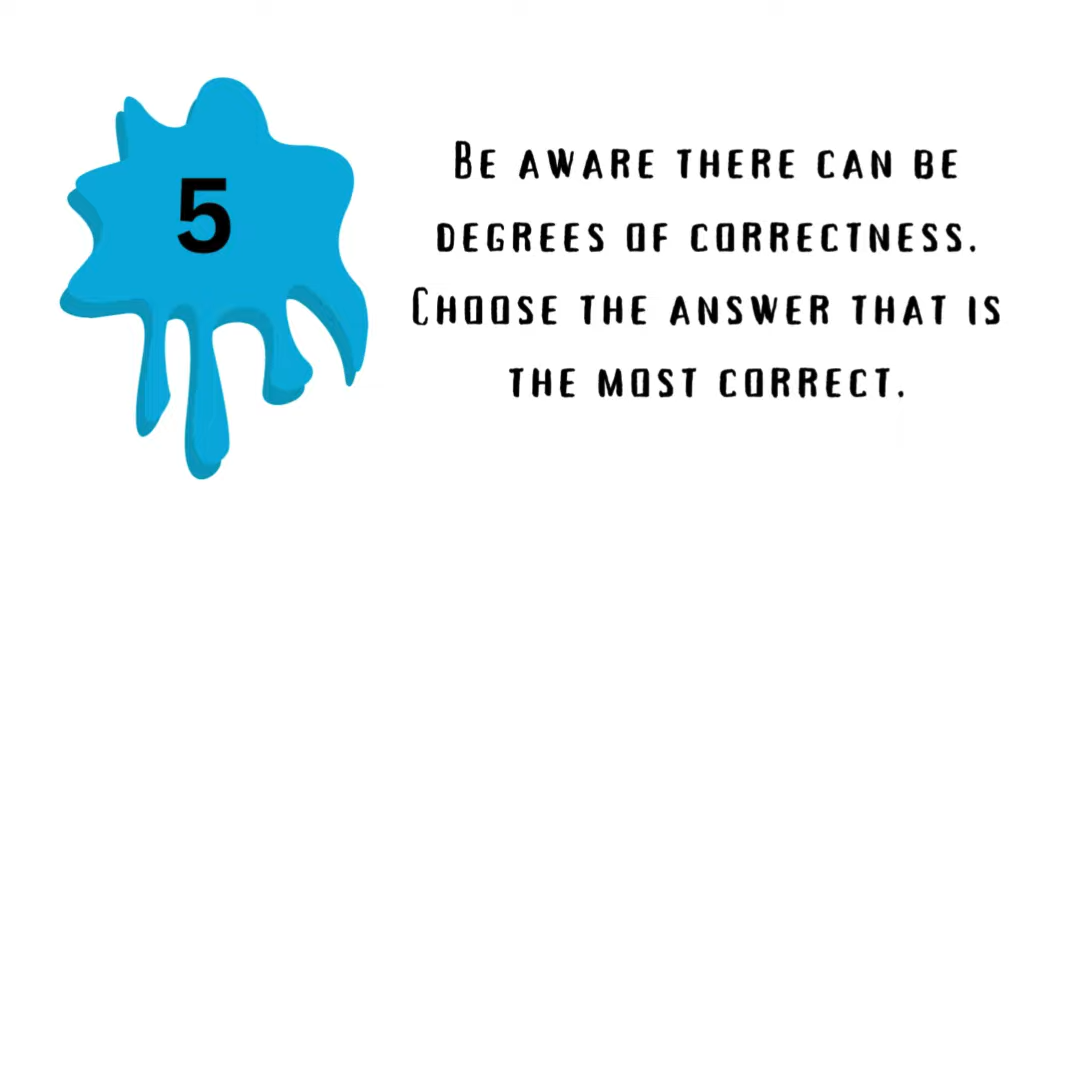 5
Be aware there can be
degrees of correctness.
Choose the answer that is
the most correct.